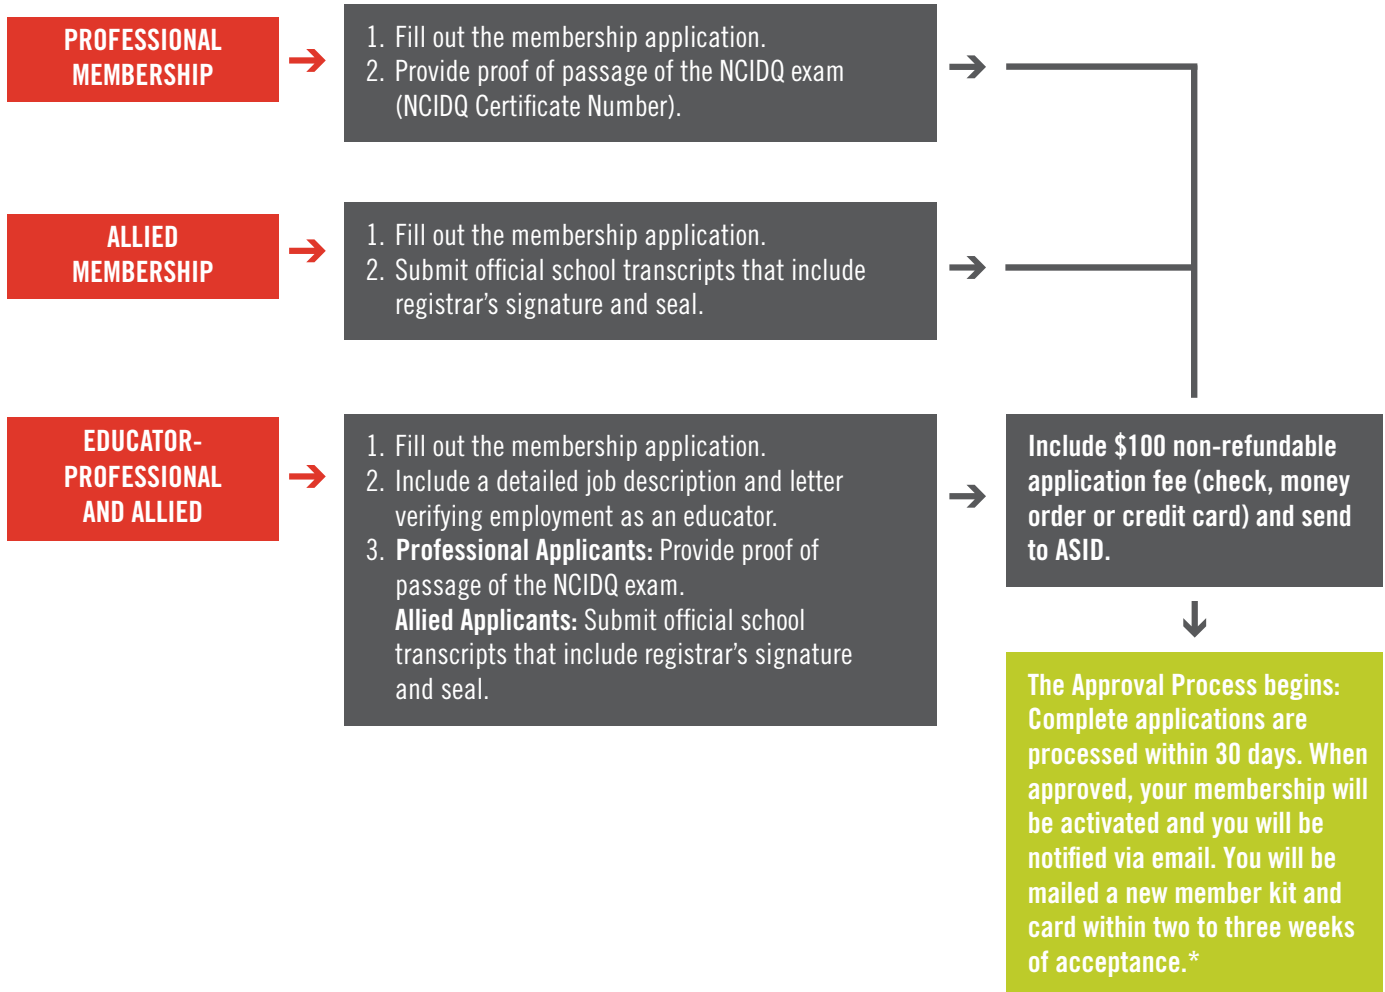 PROFESSIONAL
MEMBERSHIP
1. Fill out the membership application.
2. Provide proof of passage of the NCIDQ exam
(NCIDQ Certificate Number).
ALLIED
MEMBERSHIP
1. Fill out the membership application.
2. Submit official school transcripts that include
registrar’s signature and seal.
EDUCATOR-
PROFESSIONAL
AND ALLIED
1. Fill out the membership application.
2. Include a detailed job description and letter
verifying employment as an educator.
3. Professional Applicants: Provide proof of
passage of the NCIDQ exam.
Allied Applicants: Submit official school
transcripts that include registrar’s signature
and seal.
Include $100 non-refundable
application fee (check, money
order or credit card) and send
to ASID.
The Approval Process begins:
Complete applications are
processed within 30 days. When
approved, your membership will
be activated and you will be
notified via email. You will be
mailed a new member kit and
card within two to three weeks
of acceptance.*